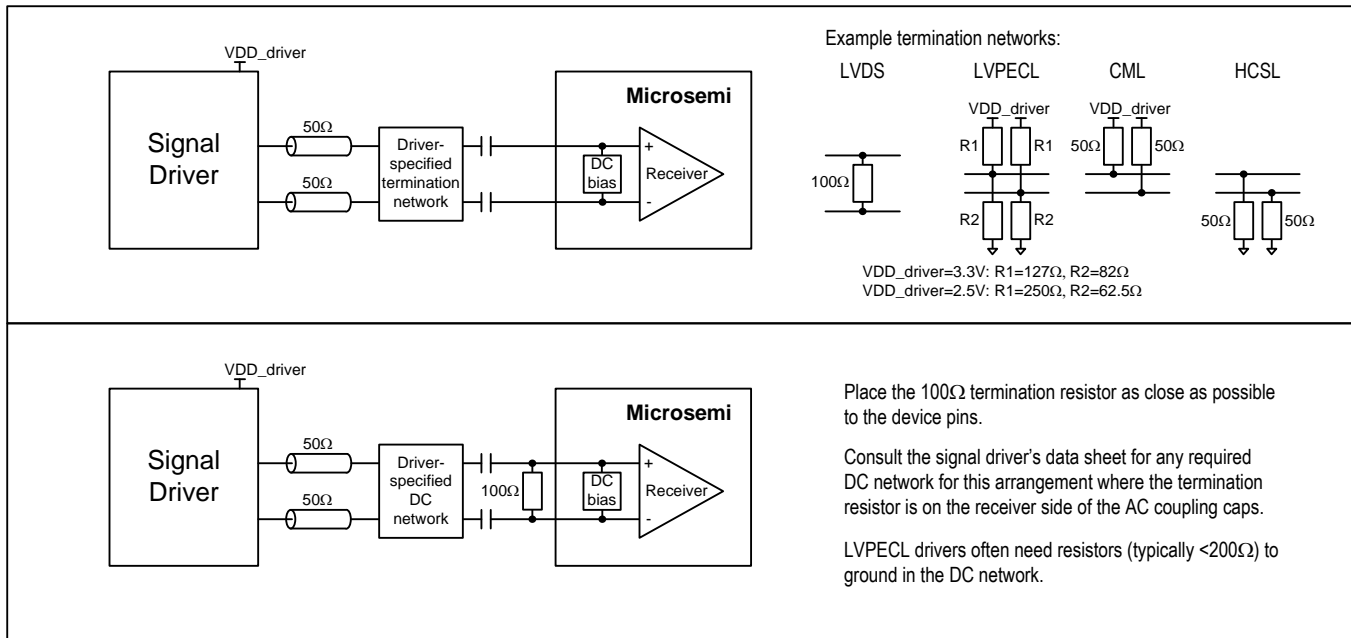 VDD_driver
Signal
Driver
50Ω
50Ω
Driver-
specified
termination
network
Microsemi
DC
bias
+
-
Receiver
Example termination networks:
LVDS
100Ω
LVPECL
VDD_driver
R1
R1
R2
R2
CML
VDD_driver
50Ω
50Ω
HCSL
50Ω
50Ω
VDD_driver=3.3V: R1=127Ω, R2=82Ω
VDD_driver=2.5V: R1=250Ω, R2=62.5Ω
VDD_driver
Signal
Driver
50Ω
50Ω
Driver-
specified
DC
network
100Ω
Microsemi
DC
bias
+
-
Receiver
Place the 100Ω termination resistor as close as possible
to the device pins.
Consult the signal driver's data sheet for any required
DC network for this arrangement where the termination
resistor is on the receiver side of the AC coupling caps.
LVPECL drivers often need resistors (typically <200Ω) to
ground in the DC network.